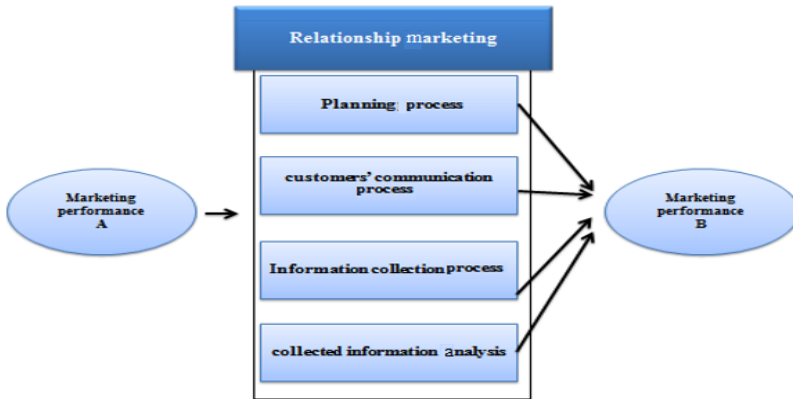 Relationship marketing
Planning process
customers' communication
process
Information collection process
collected information analysis
Marketing
performance
A
Marketing
performance
B